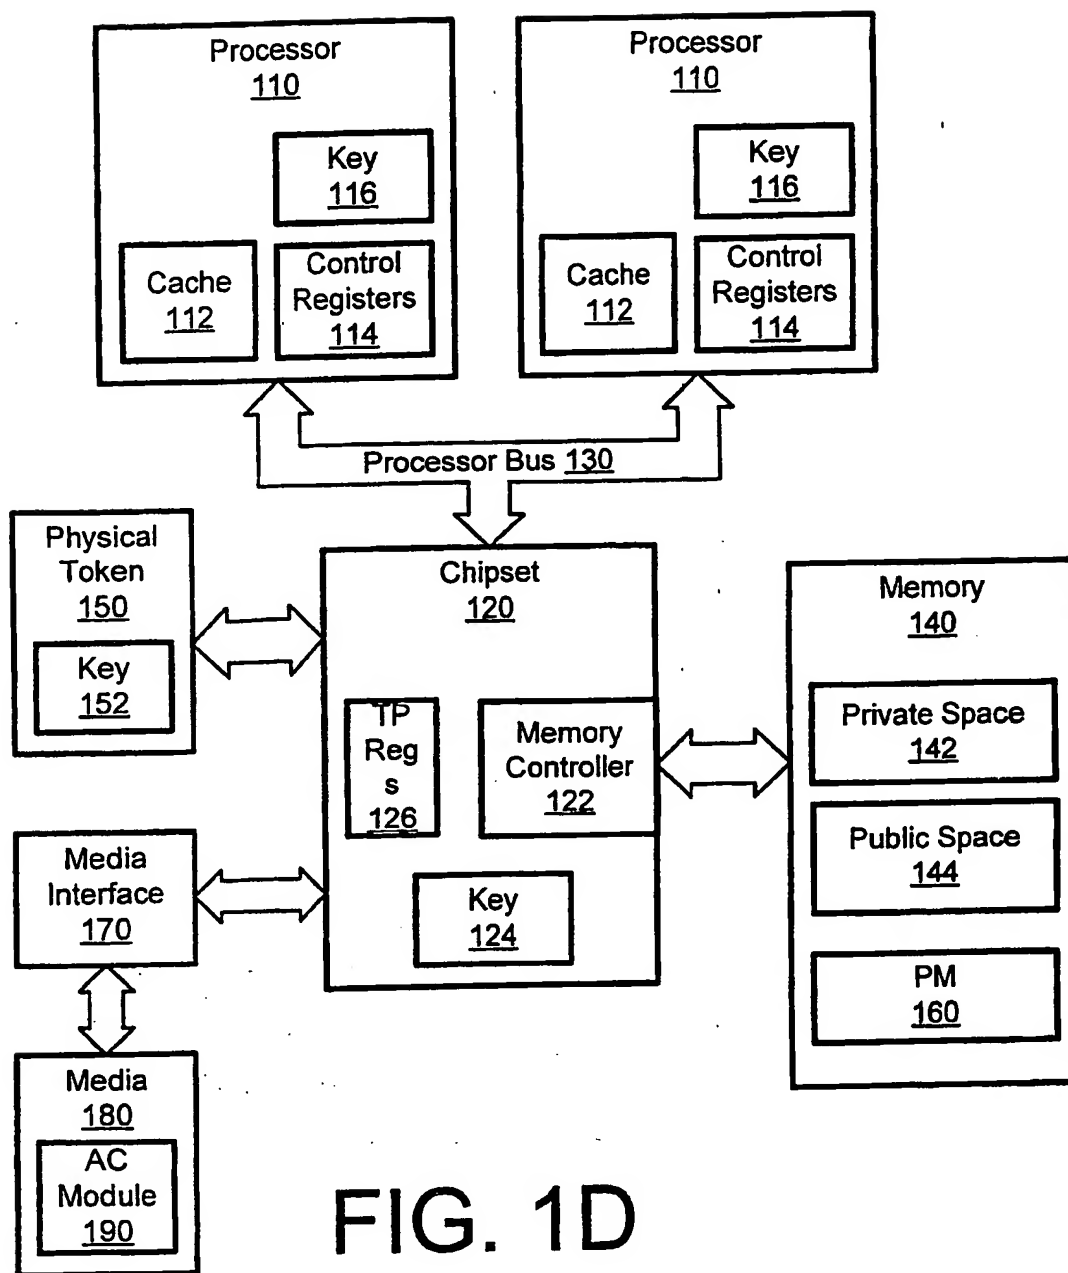 Processor
110
Key
116
Cache
112
Control
Registers
114
Processor
110
Key
116
Cache
112
Control
Registers
114
Processor Bus 130
Physical
Token
150
Key
152
Chipset
120
TP
Reg
s
126
Memory
Controller
122
Key
124
Memory
140
Private Space
142
Public Space
144
PM
160
Media
Interface
170
Media
180
AC
Module
190
FIG. 1D